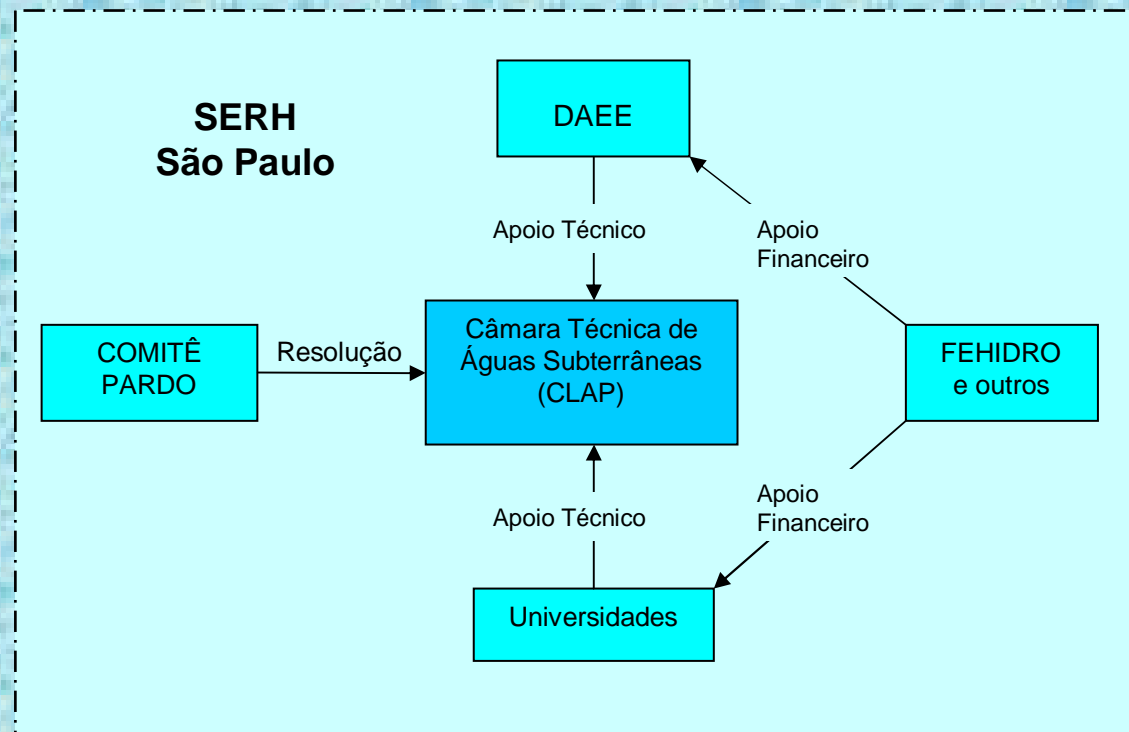 SERH
São Paulo
DAEE
Apoio Técnico
Apoio
Financeiro
COMITÊ
PARDO
Resolução
Câmara Técnica de
Águas Subterrâneas
(CLAP)
FEHIDRO
e outros
Apoio Técnico
Apoio
Financeiro
Universidades